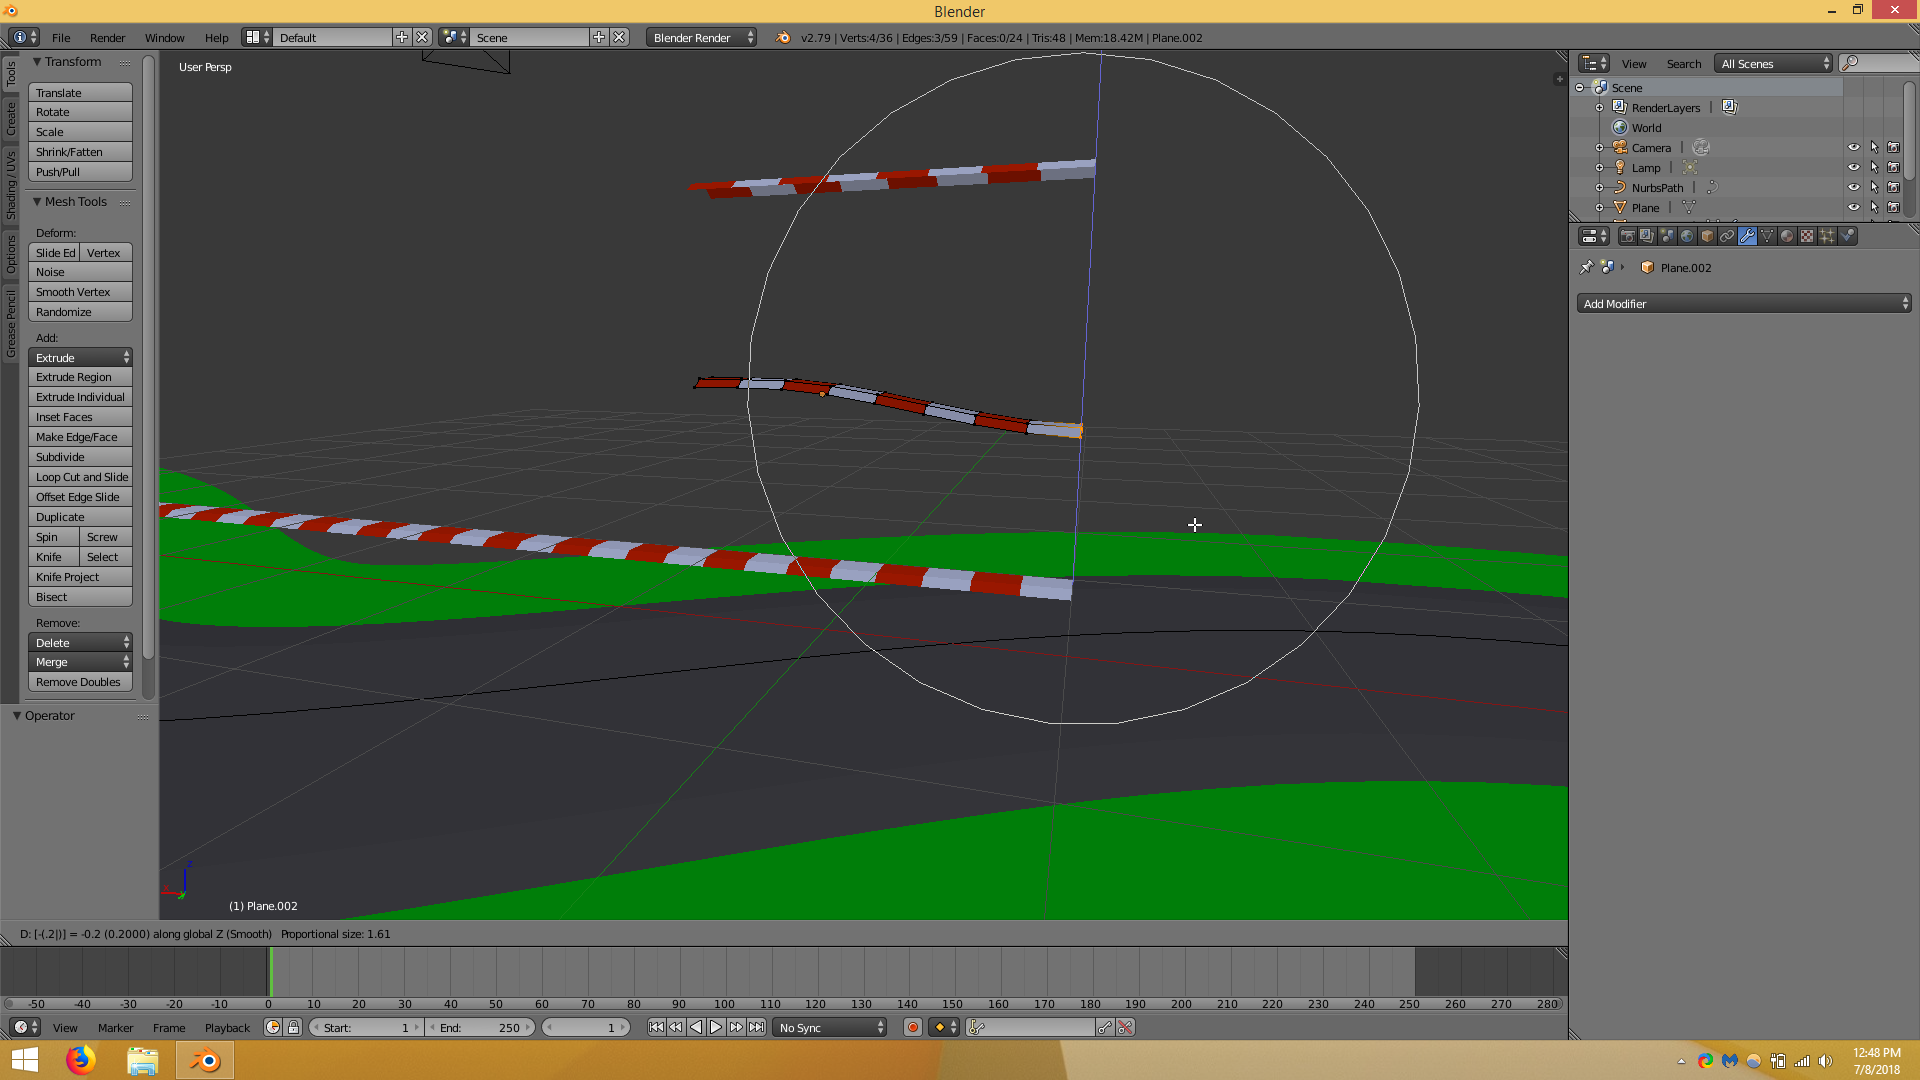 Blender
File Render Window Help Default Scene Blender Render v2.79 | Verts:4/36 | Edges:3/59 | Faces:0/24 | Tris:48 | Mem:18.42M | Plane.002
Tools
Create
Shading / UVs
Options
Grease Pencil
Transform
Translate
Rotate
Scale
Shrink/Fatten
Push/Pull
Mesh Tools
Deform:
Slide Ed Vertex
Noise
Smooth Vertex
Randomize
Add:
Extrude
Extrude Region
Extrude Individual
Inset Faces
Make Edge/Face
Subdivide
Loop Cut and Slide
Offset Edge Slide
Duplicate
Spin Screw
Knife Select
Knife Project
Bisect
Remove:
Delete
Merge
Remove Doubles
Operator
User Persp
(1) Plane.002
View Search All Scenes
Scene
RenderLayers
World
Camera
Lamp
NurbsPath
Plane
Plane.002
Add Modifier
D: [-(.2|)] = -0.2 (0.2000) along global Z (Smooth) Proportional size: 1.61
-50 -40 -30 -20 -10 0 10 20 30 40 50 60 70 80 90 100 110 120 130 140 150 160 170 180 190 200 210 220 230 240 250 260 270 280
View Marker Frame Playback Start: 1 End: 250 1 No Sync
12:48 PM
7/8/2018